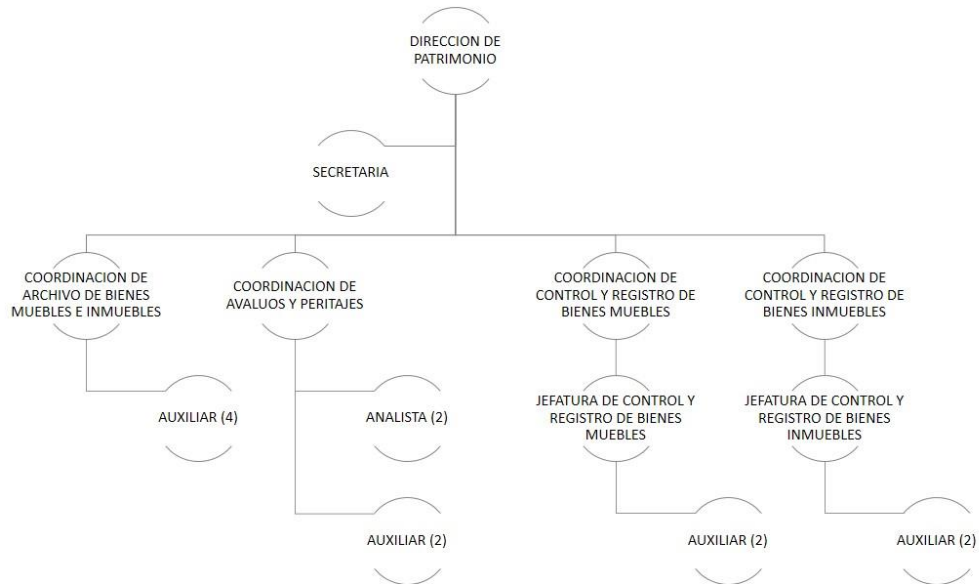 DIRECCION DE
PATRIMONIO
SECRETARIA
COORDINACION DE
ARCHIVO DE BIENES
MUEBLES E INMUEBLES
COORDINACION DE
AVALUOS Y PERITAJES
COORDINACION DE
CONTROL Y REGISTRO DE
BIENES MUEBLES
COORDINACION DE
CONTROL Y REGISTRO DE
BIENES INMUEBLES
AUXILIAR (4)
ANALISTA (2)
JEFATURA DE CONTROL Y
REGISTRO DE BIENES
MUEBLES
JEFATURA DE CONTROL Y
REGISTRO DE BIENES
INMUEBLES
AUXILIAR (2)
AUXILIAR (2)
AUXILIAR (2)